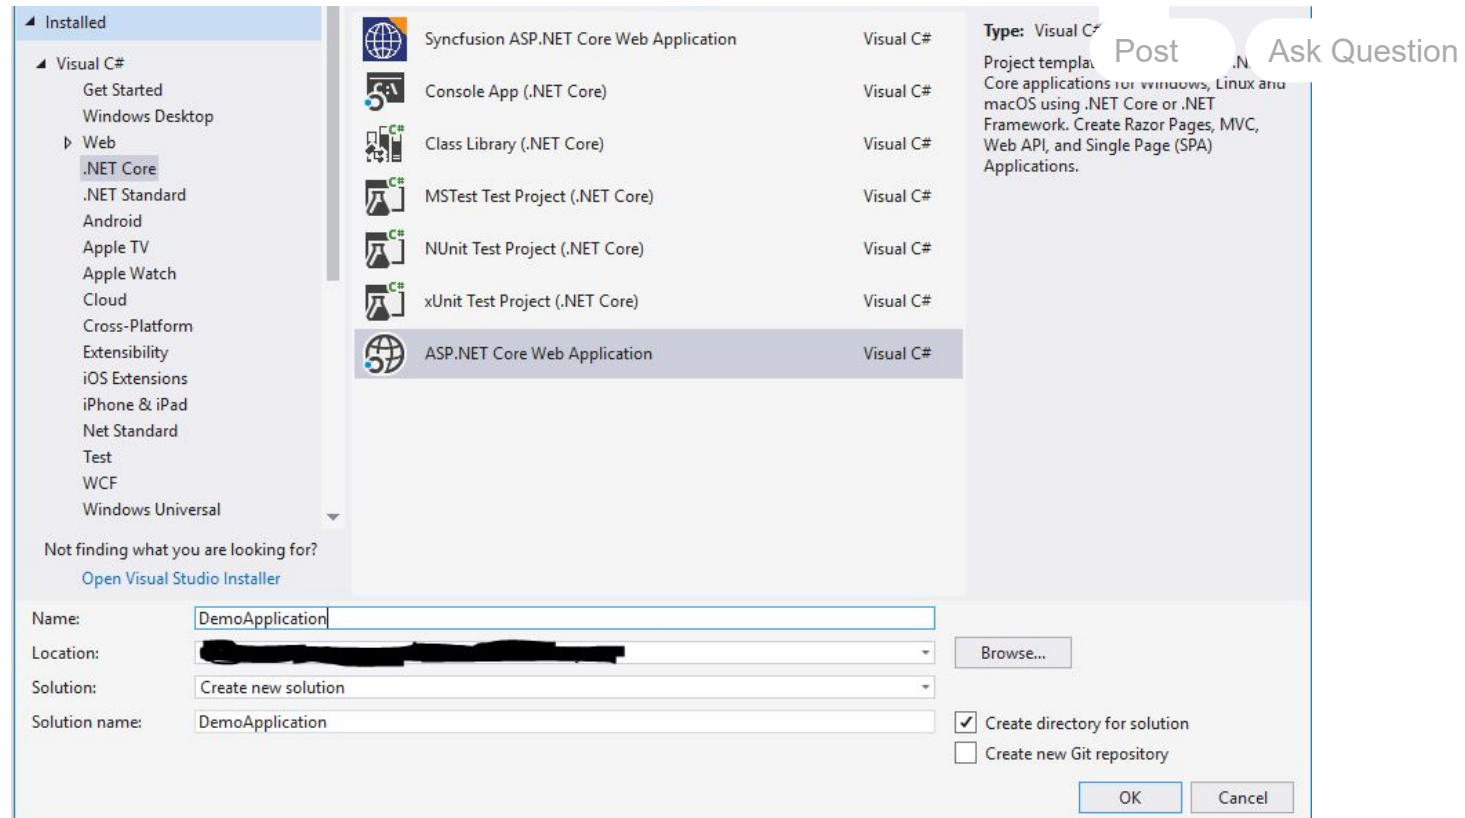 Installed
Visual C#
Get Started
Windows Desktop
Web
.NET Core
.NET Standard
Android
Apple TV
Apple Watch
Cloud
Cross-Platform
Extensibility
iOS Extensions
iPhone & iPad
Net Standard
Test
WCF
Windows Universal
Not finding what you are looking for?
Open Visual Studio Installer
Syncfusion ASP.NET Core Web Application Visual C#
Console App (.NET Core) Visual C#
Class Library (.NET Core) Visual C#
MSTest Test Project (.NET Core) Visual C#
NUnit Test Project (.NET Core) Visual C#
xUnit Test Project (.NET Core) Visual C#
ASP.NET Core Web Application Visual C#
Type: Visual C#
Post Ask Question
Project
Core applications for Windows, Linux and
macOS using .NET Core or .NET
Framework. Create Razor Pages, MVC,
Web API, and Single Page (SPA)
Applications.
Name: DemoApplication
Location:
Browse...
Solution: Create new solution
Solution name: DemoApplication
Create directory for solution
Create new Git repository
OK Cancel